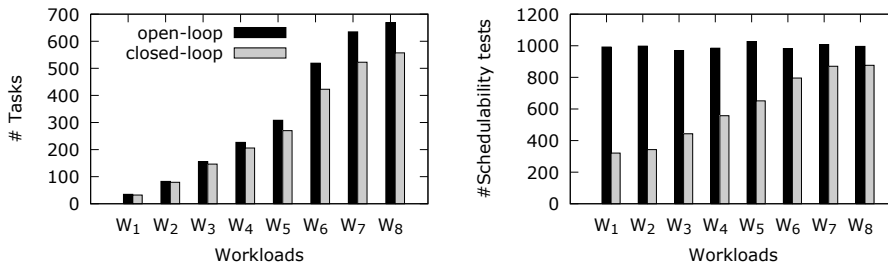 # Tasks
700
600
500
400
300
200
100
0
open-loop
closed-loop
W1 W2 W3 W4 W5 W6 W7 W8
Workloads
#Schedulability tests
1200
1000
800
600
400
200
0
W1 W2 W3 W4 W5 W6 W7 W8
Workloads